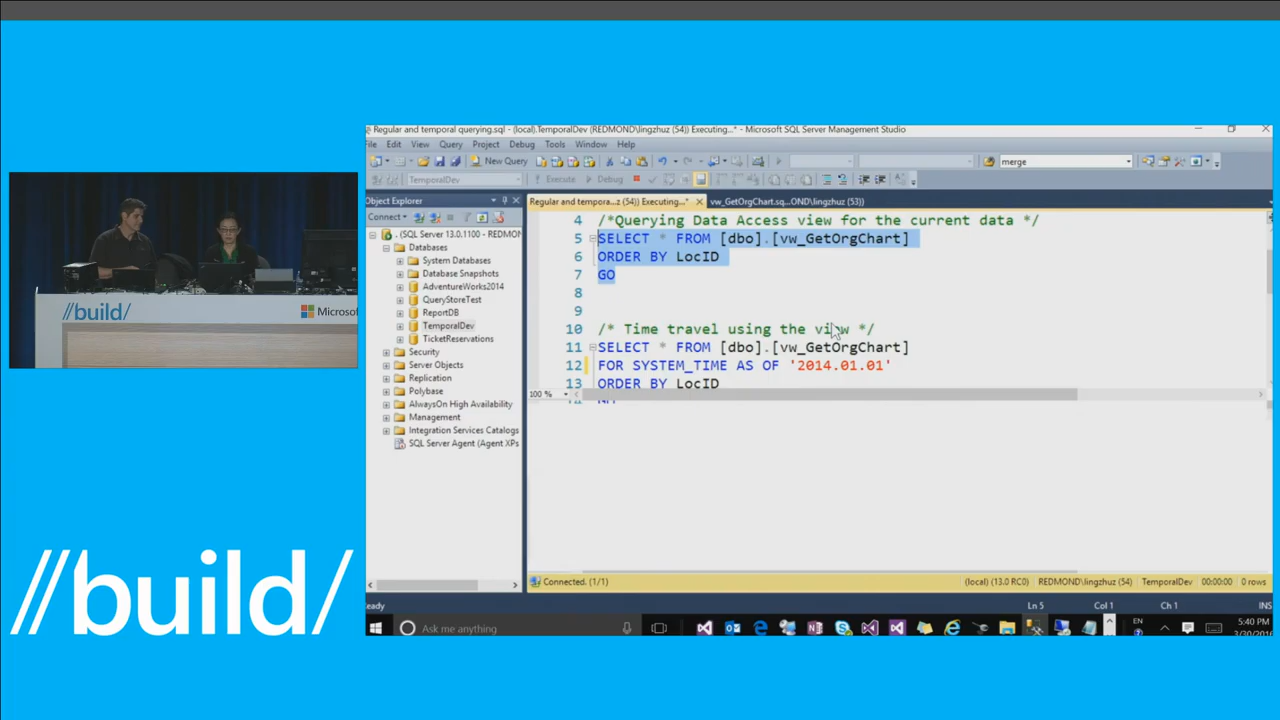 Regular and temporal querying.sql - (local).TemporalDev (REDMOND\lingzhuz (54)) Executing...* - Microsoft SQL Server Management Studio
File Edit View Query Project Debug Tools Window Help
New Query
merge
TemporalDev
Execute
Debug
Object Explorer
Regular and tempora...z (54)) Executing...*
vw_GetOrgChart.sq...OND\lingzhuz (53))
Connect
. (SQL Server 13.0.1100 - REDMO
Databases
System Databases
Database Snapshots
AdventureWorks2014
QueryStoreTest
ReportDB
TemporalDev
TicketReservations
Security
Server Objects
Replication
Polybase
AlwaysOn High Availability
Management
Integration Services Catalogs
SQL Server Agent (Agent XPs
4 /*Querying Data Access view for the current data */
5 SELECT * FROM [dbo].[vw_GetOrgChart]
6 ORDER BY LocID
7 GO
8
9
10 /* Time travel using the view */
11 SELECT * FROM [dbo].[vw_GetOrgChart]
12 FOR SYSTEM_TIME AS OF '2014.01.01'
13 ORDER BY LocID
100 %
Connected. (1/1)
(local) (13.0 RC0)
REDMOND\lingzhuz (54)
TemporalDev
00:00:00
0 rows
eady
Ln 5
Col 1
Ch 1
INS
Ask me anything
EN
5:40 PM
3/30/2016
//build/
Microso
//build/